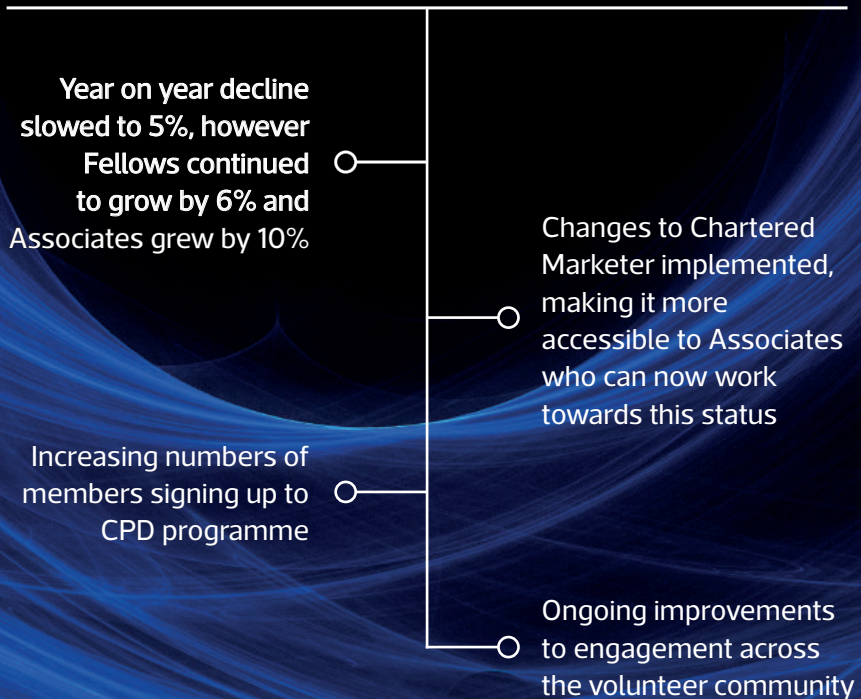 Year on year decline
slowed to 5%, however
Fellows continued
to grow by 6% and
Associates grew by 10%
Changes to Chartered
Marketer implemented,
making it more
accessible to Associates
who can now work
towards this status
Increasing numbers of
members signing up to
CPD programme
Ongoing improvements
to engagement across
the volunteer community